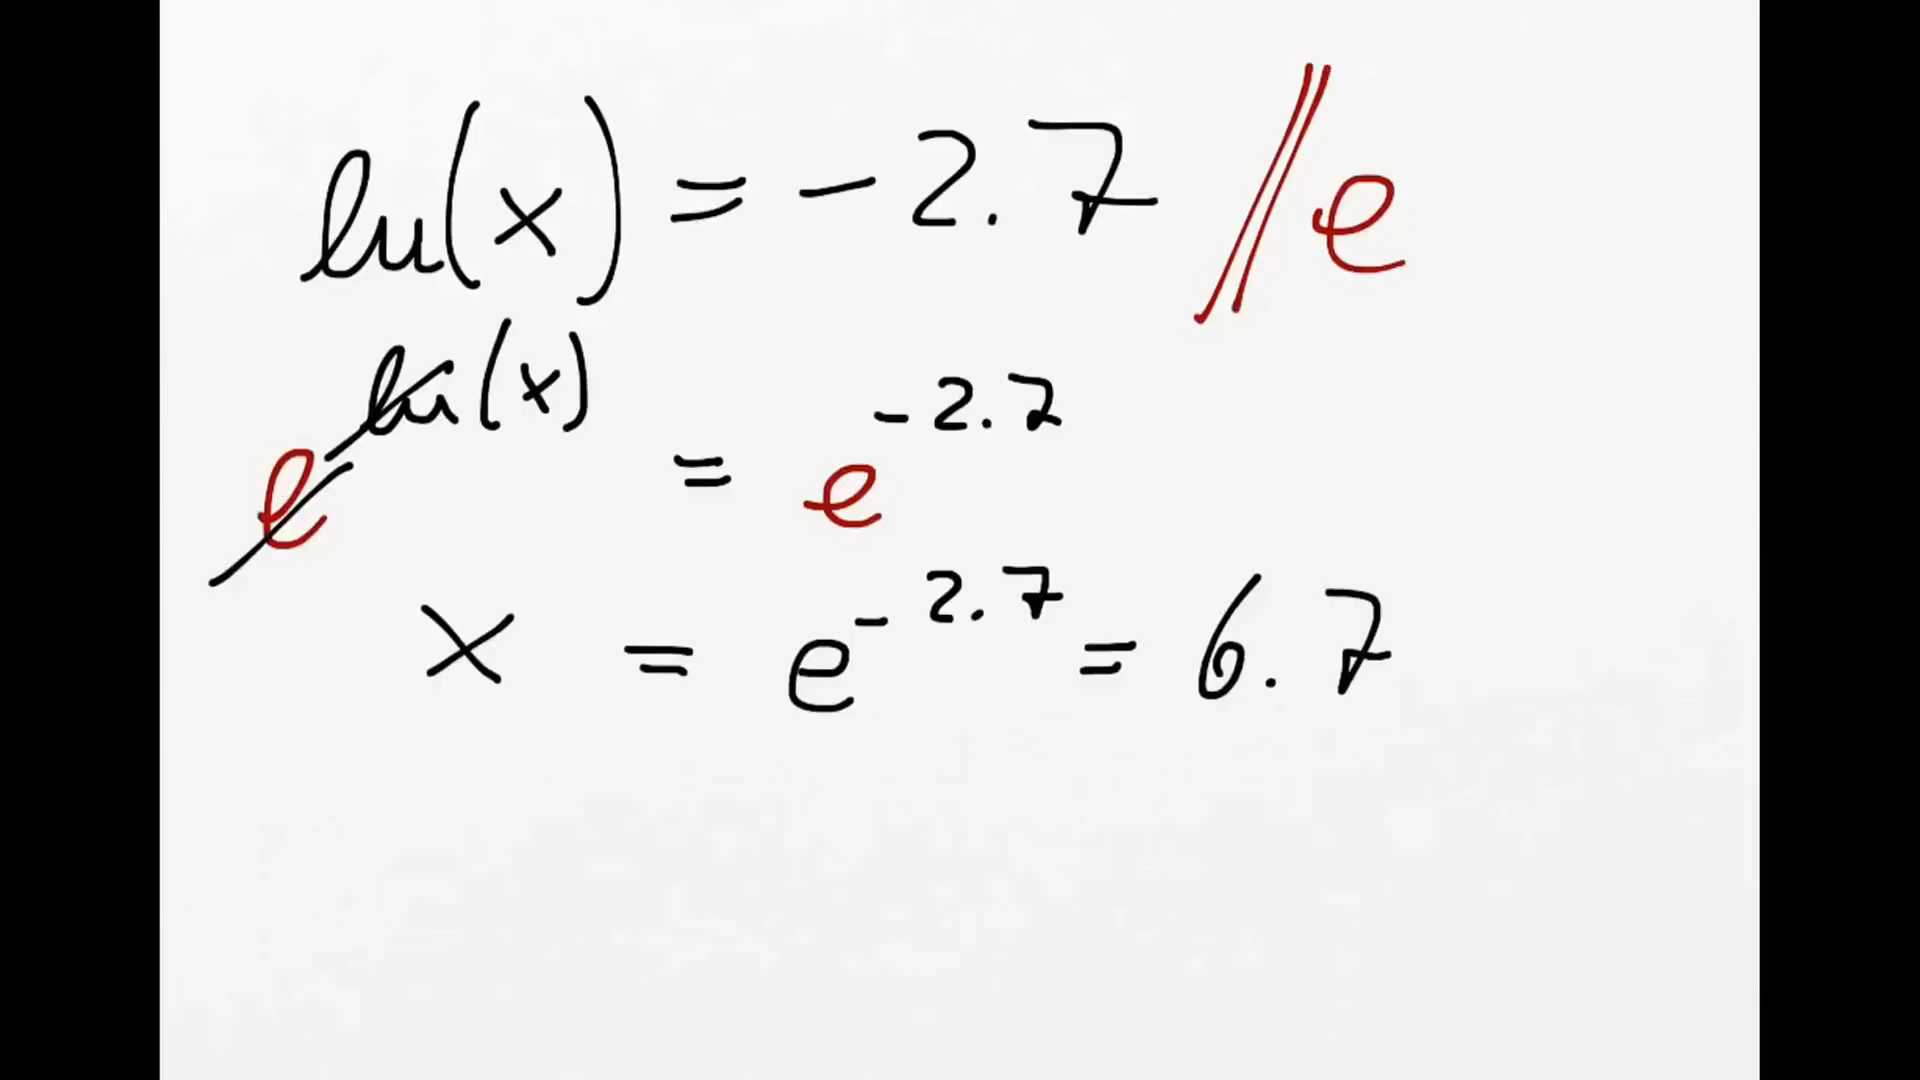 ln(x) = -2.7 // e
e^ln(x) = e^-2.7
x = e^-2.7 = 6.7